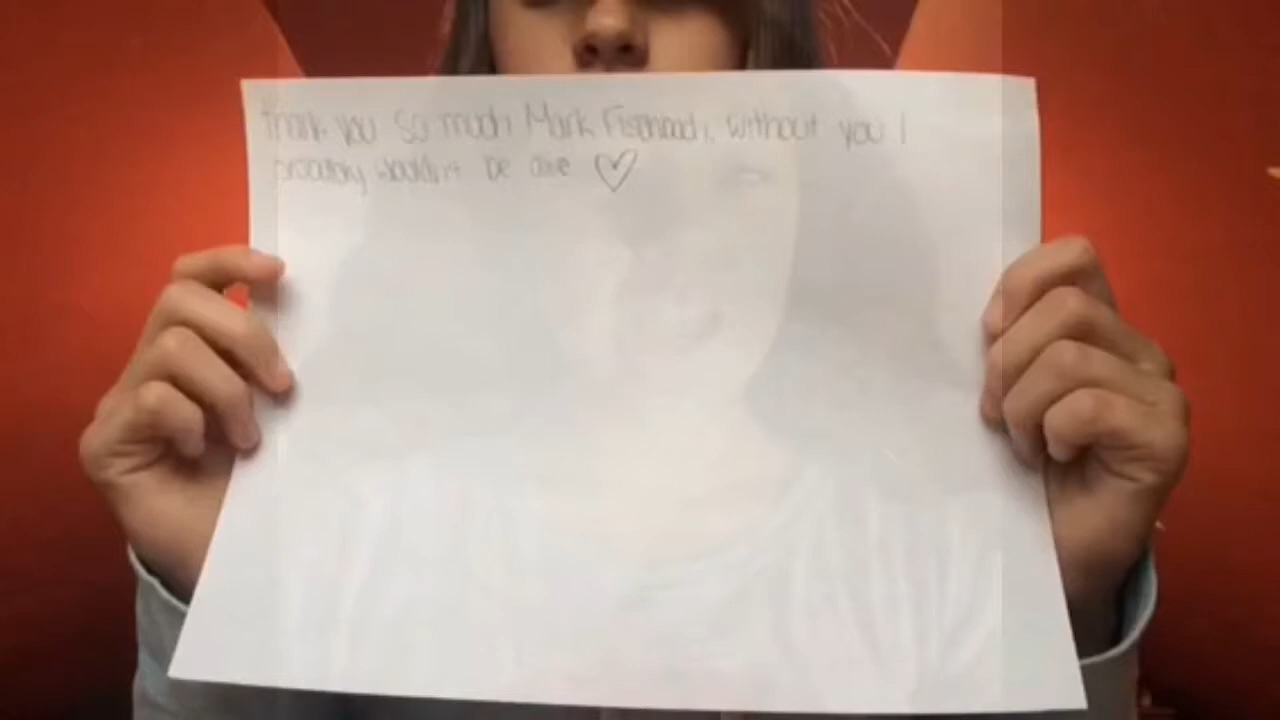 Thank you so much Mark Fischbach, without you I
probably wouldn't be alive ♡